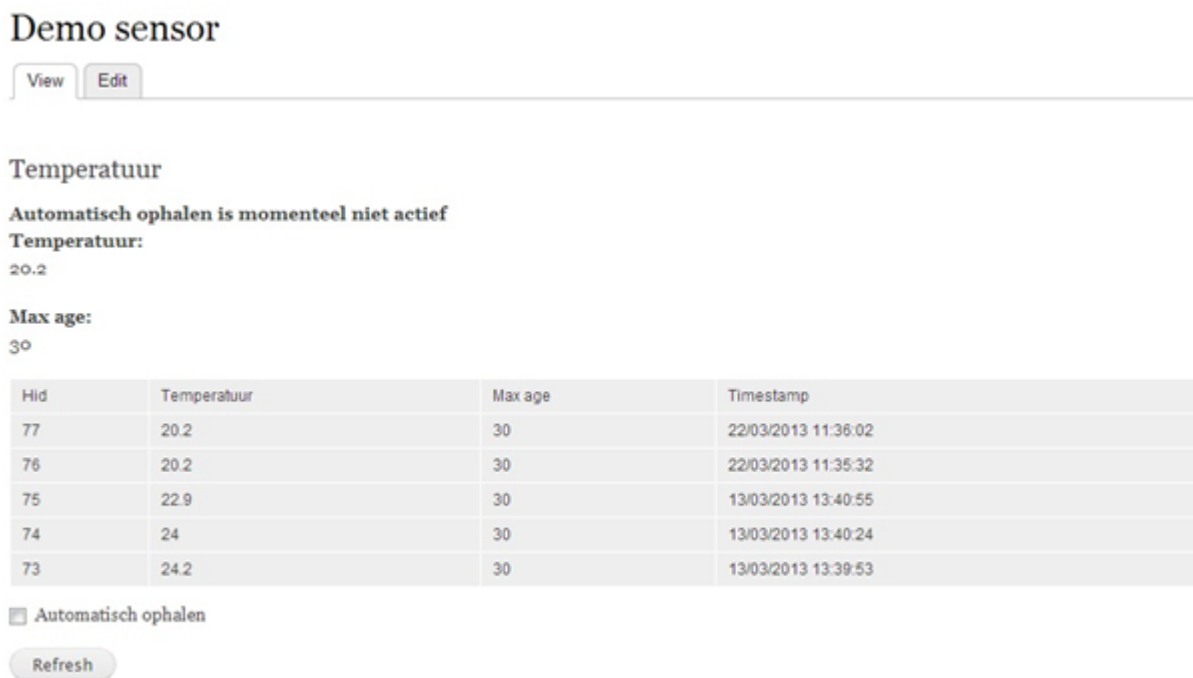 Demo sensor
View Edit
Temperatuur
Automatisch ophalen is momenteel niet actief
Temperatuur:
20.2
Max age:
30
Hid Temperatuur Max age Timestamp
77 20.2 30 22/03/2013 11:36:02
76 20.2 30 22/03/2013 11:35:32
75 22.9 30 13/03/2013 13:40:55
74 24 30 13/03/2013 13:40:24
73 24.2 30 13/03/2013 13:39:53
Automatisch ophalen
Refresh